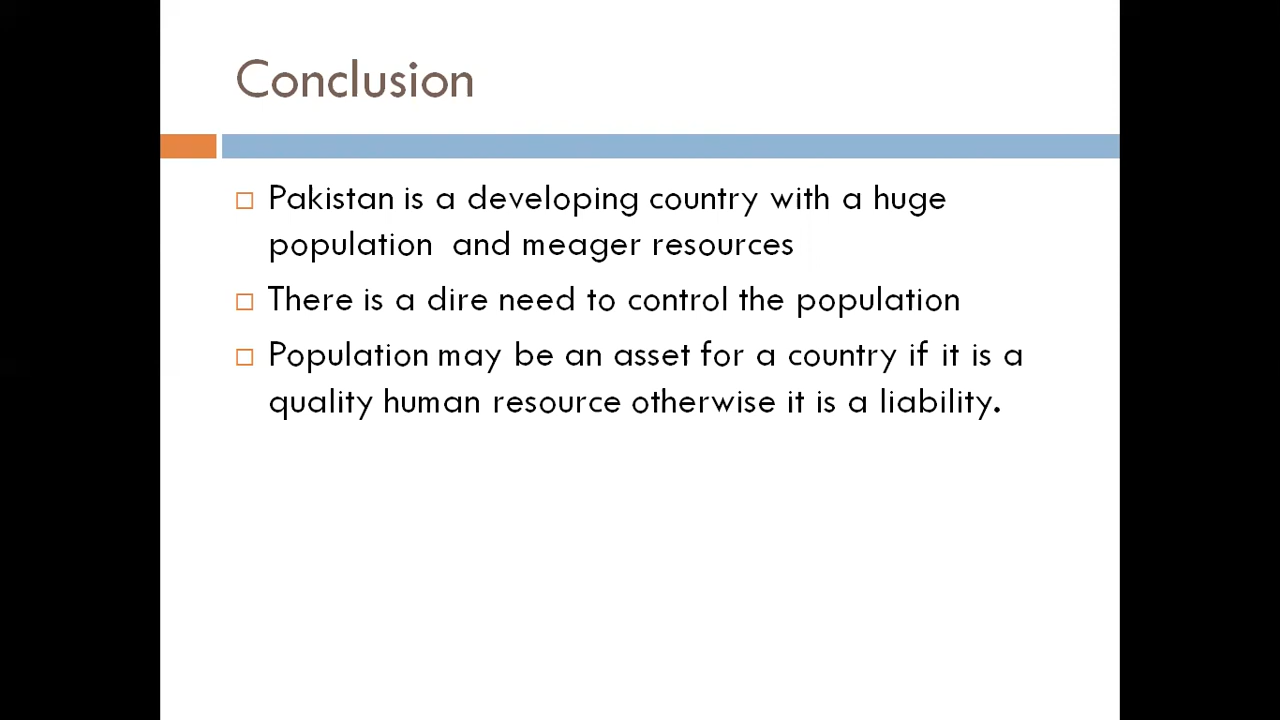 Conclusion
Pakistan is a developing country with a huge
population  and meager resources
There is a dire need to control the population
Population may be an asset for a country if it is a
quality human resource otherwise it is a liability.